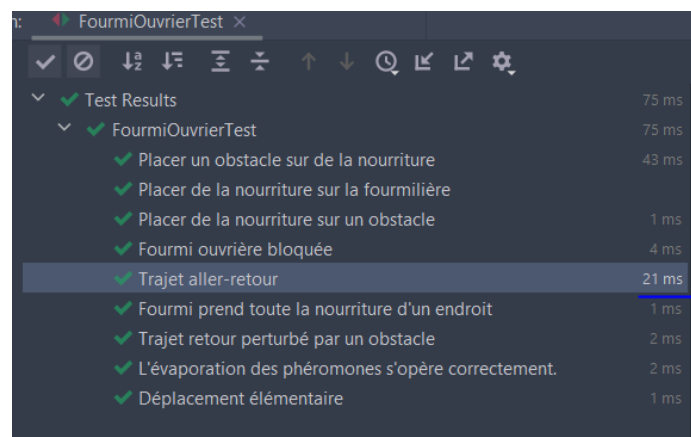 n: FourmiOuvrierTest ×
Test Results 75 ms
FourmiOuvrierTest 75 ms
Placer un obstacle sur de la nourriture 43 ms
Placer de la nourriture sur la fourmilière
Placer de la nourriture sur un obstacle 1 ms
Fourmi ouvrière bloquée 4 ms
Trajet aller-retour 21 ms
Fourmi prend toute la nourriture d'un endroit 1 ms
Trajet retour perturbé par un obstacle 2 ms
L'évaporation des phéromones s'opère correctement. 2 ms
Déplacement élémentaire 1 ms